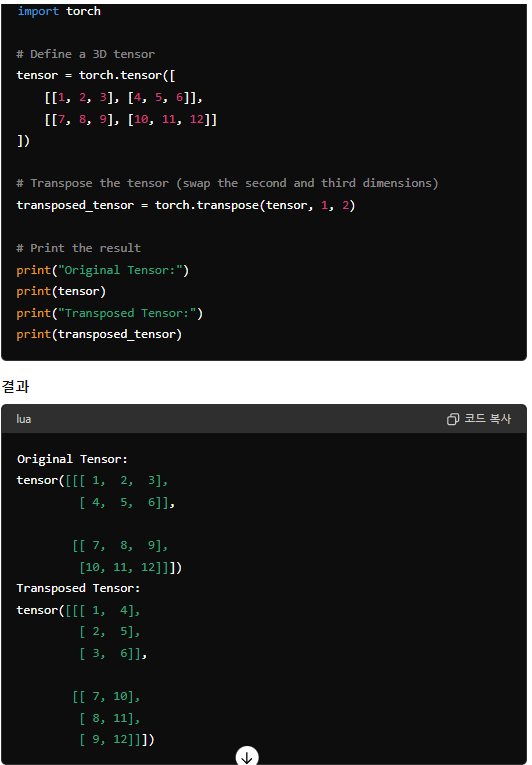 import torch
# Define a 3D tensor
tensor = torch.tensor([
    [[1, 2, 3], [4, 5, 6]],
    [[7, 8, 9], [10, 11, 12]]
])
# Transpose the tensor (swap the second and third dimensions)
transposed_tensor = torch.transpose(tensor, 1, 2)
# Print the result
print("Original Tensor:")
print(tensor)
print("Transposed Tensor:")
print(transposed_tensor)
결과
lua 코드 복사
Original Tensor:
tensor([[[ 1,  2,  3],
         [ 4,  5,  6]],
        [[ 7,  8,  9],
         [10, 11, 12]]])
Transposed Tensor:
tensor([[[ 1,  4],
         [ 2,  5],
         [ 3,  6]],
        [[ 7, 10],
         [ 8, 11],
         [ 9, 12]]])